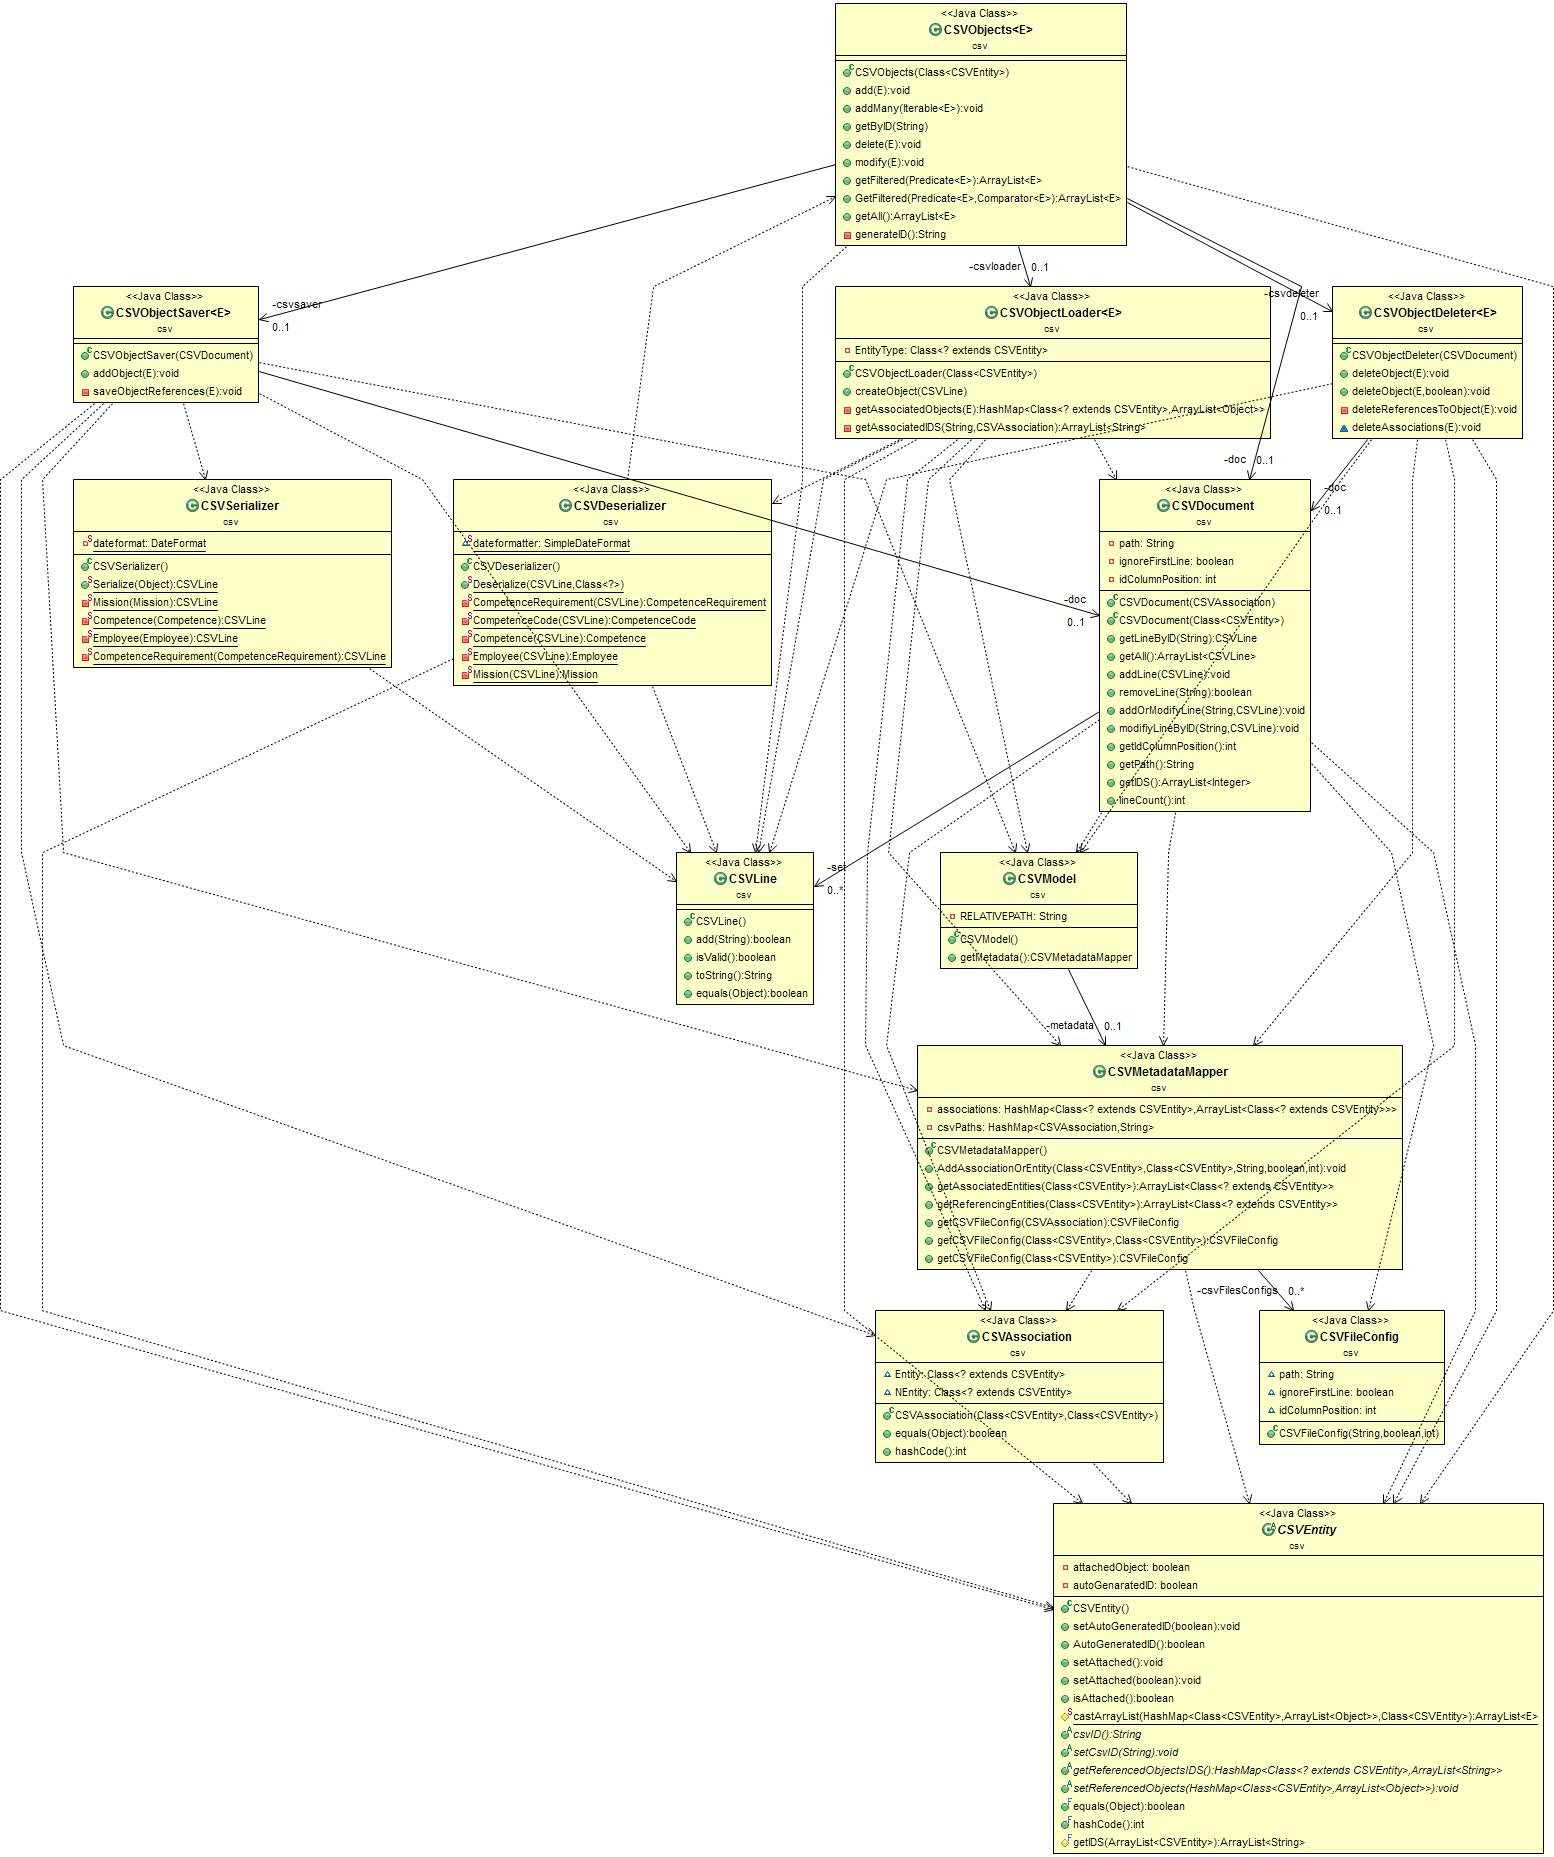 <<Java Class>>
CSVObjects<E>
csv
CSVObjects(Class<CSVEntity>)
add(E):void
addMany(Iterable<E>):void
getByID(String)
delete(E):void
modify(E):void
getFiltered(Predicate<E>):ArrayList<E>
GetFiltered(Predicate<E>,Comparator<E>):ArrayList<E>
getAll():ArrayList<E>
generateID():String
-csvsaver
0..1
-csvloader 0..1
-csvdeleter
0..1
<<Java Class>>
CSVObjectSaver<E>
csv
CSVObjectSaver(CSVDocument)
addObject(E):void
saveObjectReferences(E):void
<<Java Class>>
CSVObjectLoader<E>
csv
EntityType: Class<? extends CSVEntity>
CSVObjectLoader(Class<CSVEntity>)
createObject(CSVLine)
getAssociatedObjects(E):HashMap<Class<? extends CSVEntity>,ArrayList<Object>>
getAssociatedIDS(String,CSVAssociation):ArrayList<String>
<<Java Class>>
CSVObjectDeleter<E>
csv
CSVObjectDeleter(CSVDocument)
deleteObject(E):void
deleteObject(E,boolean):void
deleteReferencesToObject(E):void
deleteAssociations(E):void
-doc 0..1
-doc
0..1
-doc
0..1
<<Java Class>>
CSVSerializer
csv
dateformat: DateFormat
CSVSerializer()
Serialize(Object):CSVLine
Mission(Mission):CSVLine
Competence(Competence):CSVLine
Employee(Employee):CSVLine
CompetenceRequirement(CompetenceRequirement):CSVLine
<<Java Class>>
CSVDeserializer
csv
dateformatter: SimpleDateFormat
CSVDeserializer()
Deserialize(CSVLine,Class<?>)
CompetenceRequirement(CSVLine):CompetenceRequirement
CompetenceCode(CSVLine):CompetenceCode
Competence(CSVLine):Competence
Employee(CSVLine):Employee
Mission(CSVLine):Mission
<<Java Class>>
CSVDocument
csv
path: String
ignoreFirstLine: boolean
idColumnPosition: int
CSVDocument(CSVAssociation)
CSVDocument(Class<CSVEntity>)
getLineByID(String):CSVLine
getAll():ArrayList<CSVLine>
addLine(CSVLine):void
removeLine(String):boolean
addOrModifyLine(String,CSVLine):void
modifiyLineByID(String,CSVLine):void
getIdColumnPosition():int
getPath():String
getIDS():ArrayList<Integer>
lineCount():int
-set
0..*
<<Java Class>>
CSVLine
csv
CSVLine()
add(String):boolean
isValid():boolean
toString():String
equals(Object):boolean
<<Java Class>>
CSVModel
csv
RELATIVEPATH: String
CSVModel()
getMetadata():CSVMetadataMapper
-metadata 0..1
<<Java Class>>
CSVMetadataMapper
csv
associations: HashMap<Class<? extends CSVEntity>,ArrayList<Class<? extends CSVEntity>>>
csvPaths: HashMap<CSVAssociation,String>
CSVMetadataMapper()
AddAssociationOrEntity(Class<CSVEntity>,Class<CSVEntity>,String,boolean,int):void
getAssociatedEntities(Class<CSVEntity>):ArrayList<Class<? extends CSVEntity>>
getReferencingEntities(Class<CSVEntity>):ArrayList<Class<? extends CSVEntity>>
getCSVFileConfig(CSVAssociation):CSVFileConfig
getCSVFileConfig(Class<CSVEntity>,Class<CSVEntity>):CSVFileConfig
getCSVFileConfig(Class<CSVEntity>):CSVFileConfig
-csvFilesConfigs 0..*
<<Java Class>>
CSVAssociation
csv
Entity: Class<? extends CSVEntity>
NEntity: Class<? extends CSVEntity>
CSVAssociation(Class<CSVEntity>,Class<CSVEntity>)
equals(Object):boolean
hashCode():int
<<Java Class>>
CSVFileConfig
csv
path: String
ignoreFirstLine: boolean
idColumnPosition: int
CSVFileConfig(String,boolean,int)
<<Java Class>>
CSVEntity
csv
attachedObject: boolean
autoGenaratedID: boolean
CSVEntity()
setAutoGeneratedID(boolean):void
AutoGeneratedID():boolean
setAttached():void
setAttached(boolean):void
isAttached():boolean
castArrayList(HashMap<Class<CSVEntity>,ArrayList<Object>>,Class<CSVEntity>):ArrayList<E>
csvID():String
setCsvID(String):void
getReferencedObjectsIDS():HashMap<Class<? extends CSVEntity>,ArrayList<String>>
setReferencedObjects(HashMap<Class<CSVEntity>,ArrayList<Object>>):void
equals(Object):boolean
hashCode():int
getIDS(ArrayList<CSVEntity>):ArrayList<String>